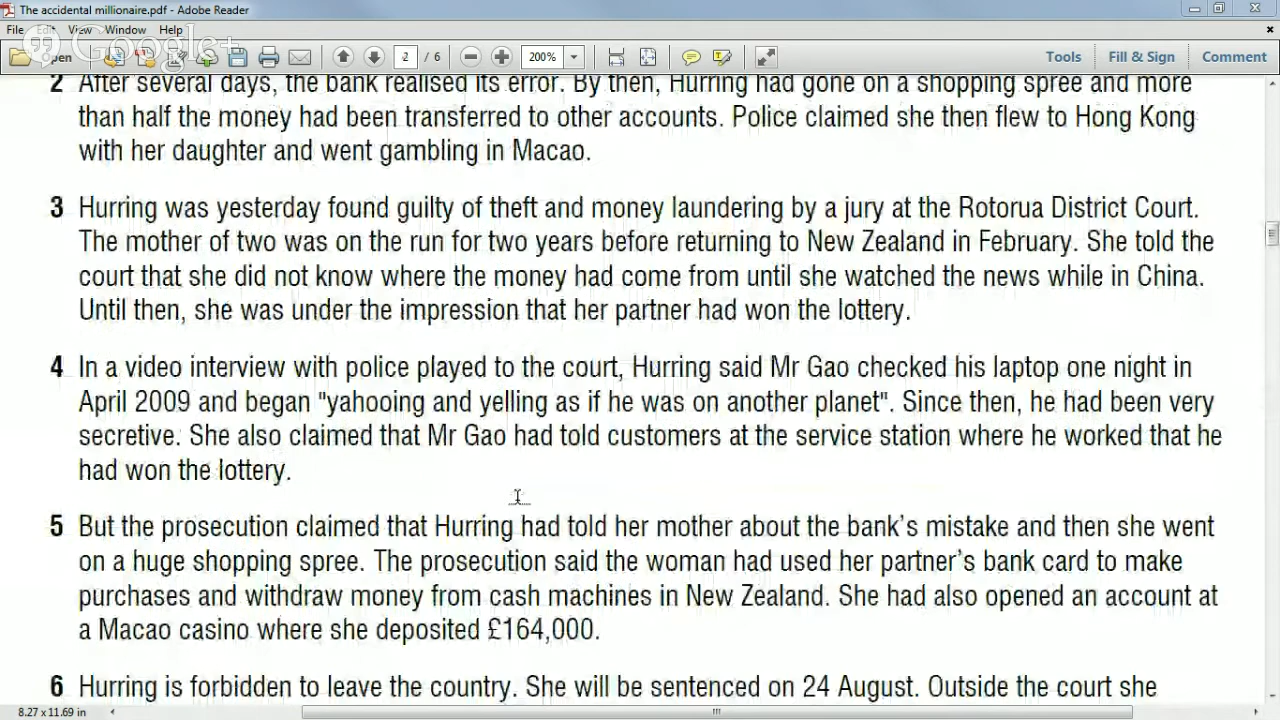 The accidental millionaire.pdf - Adobe Reader
File Edit View Window Help
Google+
Open 2 / 6 200% Tools Fill & Sign Comment
2 After several days, the bank realised its error. By then, Hurring had gone on a shopping spree and more
than half the money had been transferred to other accounts. Police claimed she then flew to Hong Kong
with her daughter and went gambling in Macao.
3 Hurring was yesterday found guilty of theft and money laundering by a jury at the Rotorua District Court.
The mother of two was on the run for two years before returning to New Zealand in February. She told the
court that she did not know where the money had come from until she watched the news while in China.
Until then, she was under the impression that her partner had won the lottery.
4 In a video interview with police played to the court, Hurring said Mr Gao checked his laptop one night in
April 2009 and began "yahooing and yelling as if he was on another planet". Since then, he had been very
secretive. She also claimed that Mr Gao had told customers at the service station where he worked that he
had won the lottery.
5 But the prosecution claimed that Hurring had told her mother about the bank’s mistake and then she went
on a huge shopping spree. The prosecution said the woman had used her partner’s bank card to make
purchases and withdraw money from cash machines in New Zealand. She had also opened an account at
a Macao casino where she deposited £164,000.
6 Hurring is forbidden to leave the country. She will be sentenced on 24 August. Outside the court she
8.27 x 11.69 in